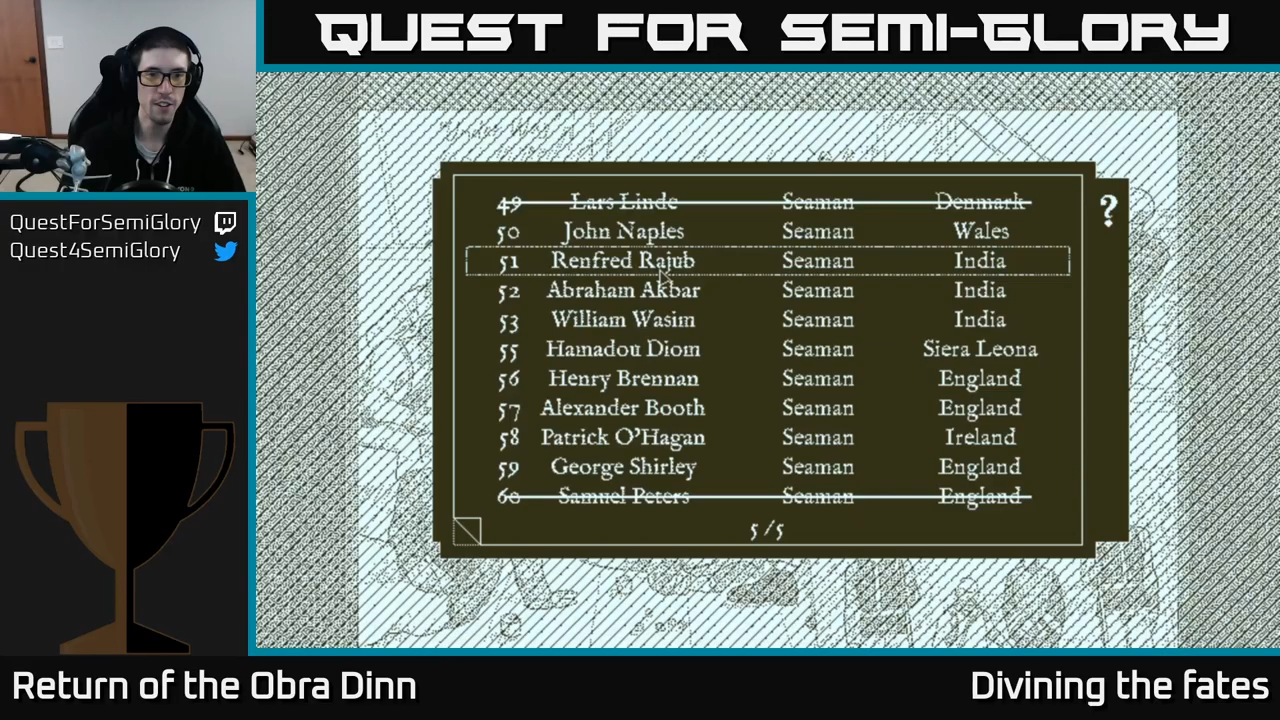 QUEST FOR SEMI-GLORY
QuestForSemiGlory
Quest4SemiGlory
49 Lars Linde Seaman Denmark
50 John Naples Seaman Wales
51 Renfred Rajub Seaman India
52 Abraham Akbar Seaman India
53 William Wasim Seaman India
55 Hamadou Diom Seaman Siera Leona
56 Henry Brennan Seaman England
57 Alexander Booth Seaman England
58 Patrick O'Hagan Seaman Ireland
59 George Shirley Seaman England
60 Samuel Peters Seaman England
5/5
?
Return of the Obra Dinn
Divining the fates